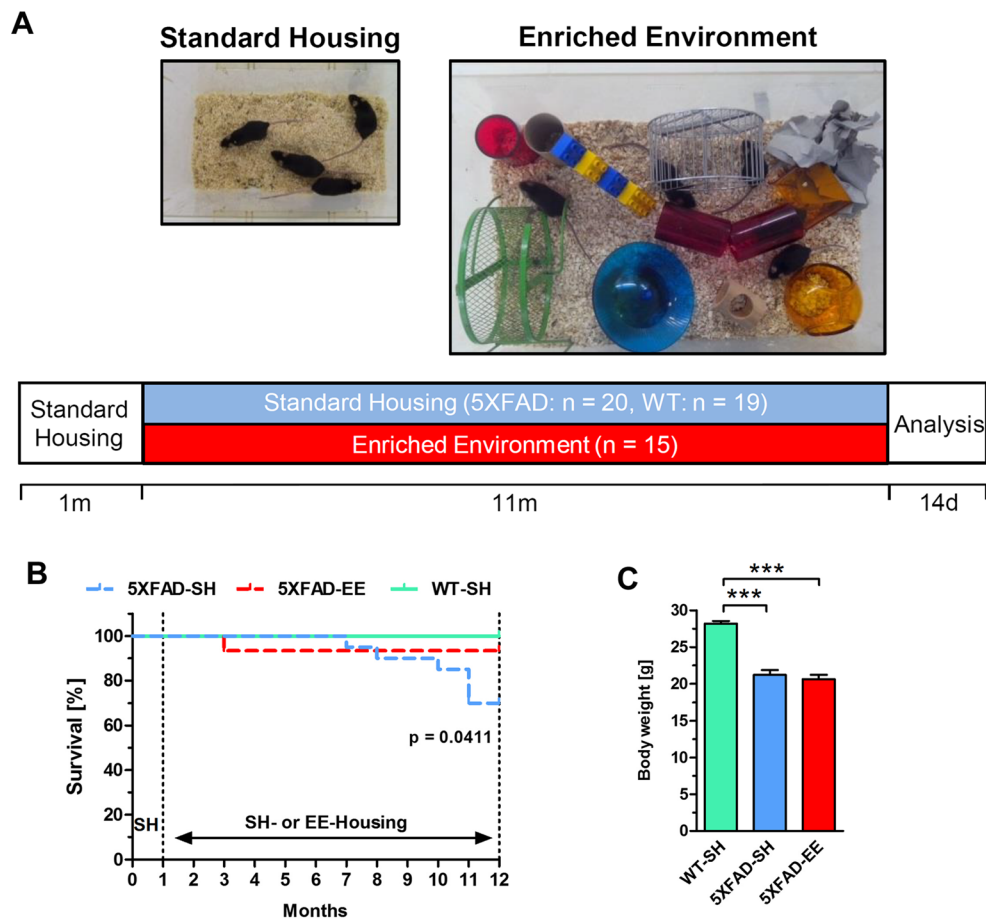 A
Standard Housing
Enriched Environment
Standard
Housing
Standard Housing (5XFAD: n = 20, WT: n = 19)
Enriched Environment (n = 15)
Analysis
1m
11m
14d
B
5XFAD-SH
5XFAD-EE
WT-SH
Survival [%]
100
80
60
40
20
0
p = 0.0411
SH
SH- or EE-Housing
0 1 2 3 4 5 6 7 8 9 10 11 12
Months
C
***
***
Body weight [g]
30
25
20
15
10
5
0
WT-SH
5XFAD-SH
5XFAD-EE